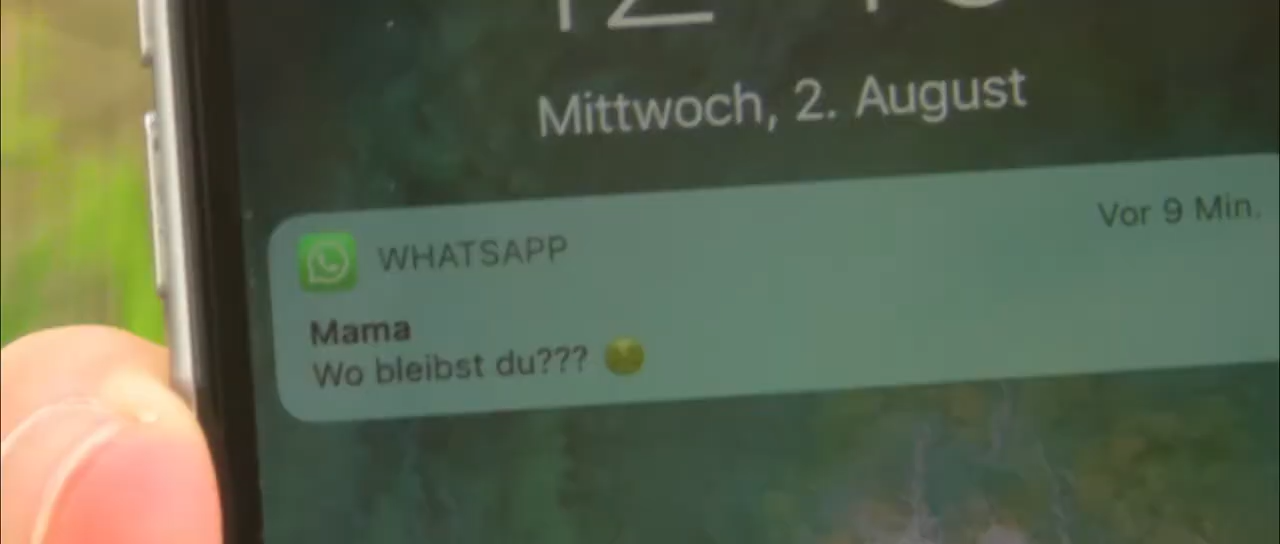 Mittwoch, 2. August
WHATSAPP
Vor 9 Min.
Mama
Wo bleibst du???